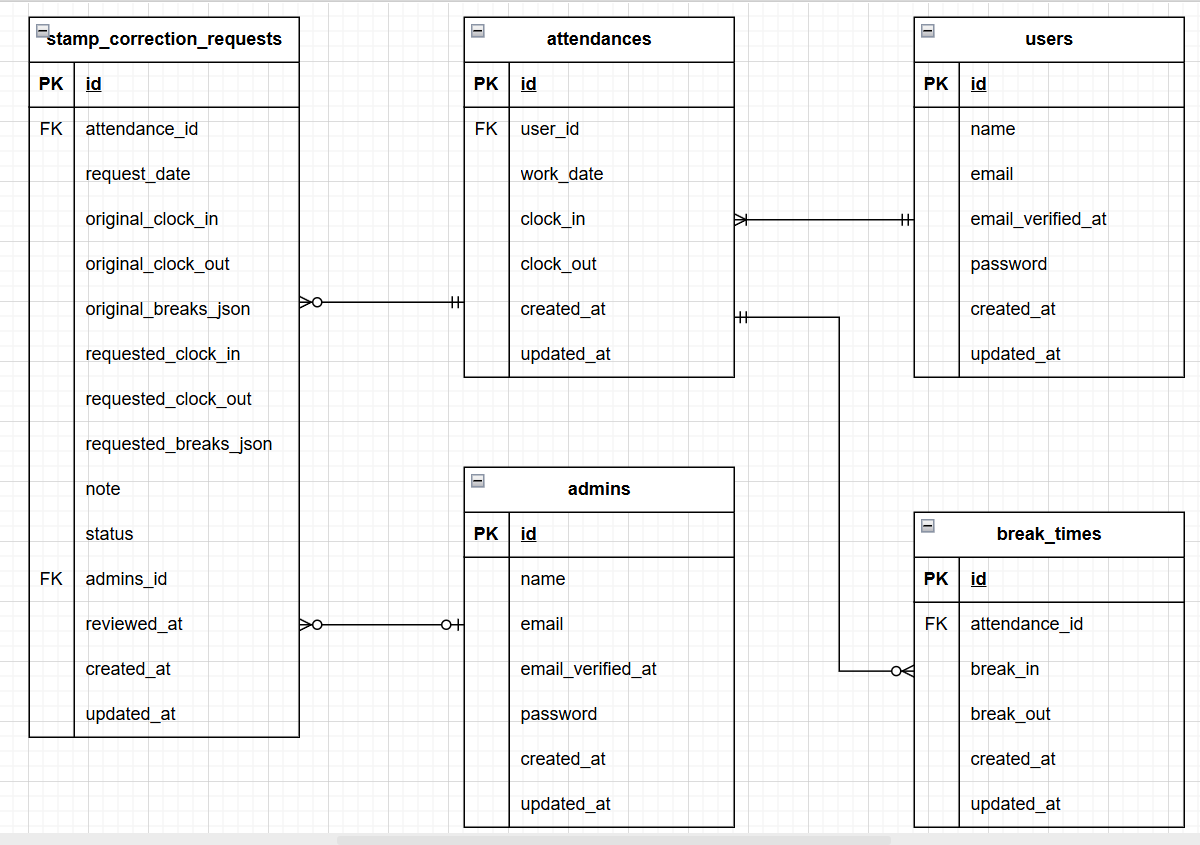 stamp_correction_requests
PK id
FK attendance_id
request_date
original_clock_in
original_clock_out
original_breaks_json
requested_clock_in
requested_clock_out
requested_breaks_json
note
status
FK admins_id
reviewed_at
created_at
updated_at
attendances
PK id
FK user_id
work_date
clock_in
clock_out
created_at
updated_at
users
PK id
name
email
email_verified_at
password
created_at
updated_at
admins
PK id
name
email
email_verified_at
password
created_at
updated_at
break_times
PK id
FK attendance_id
break_in
break_out
created_at
updated_at